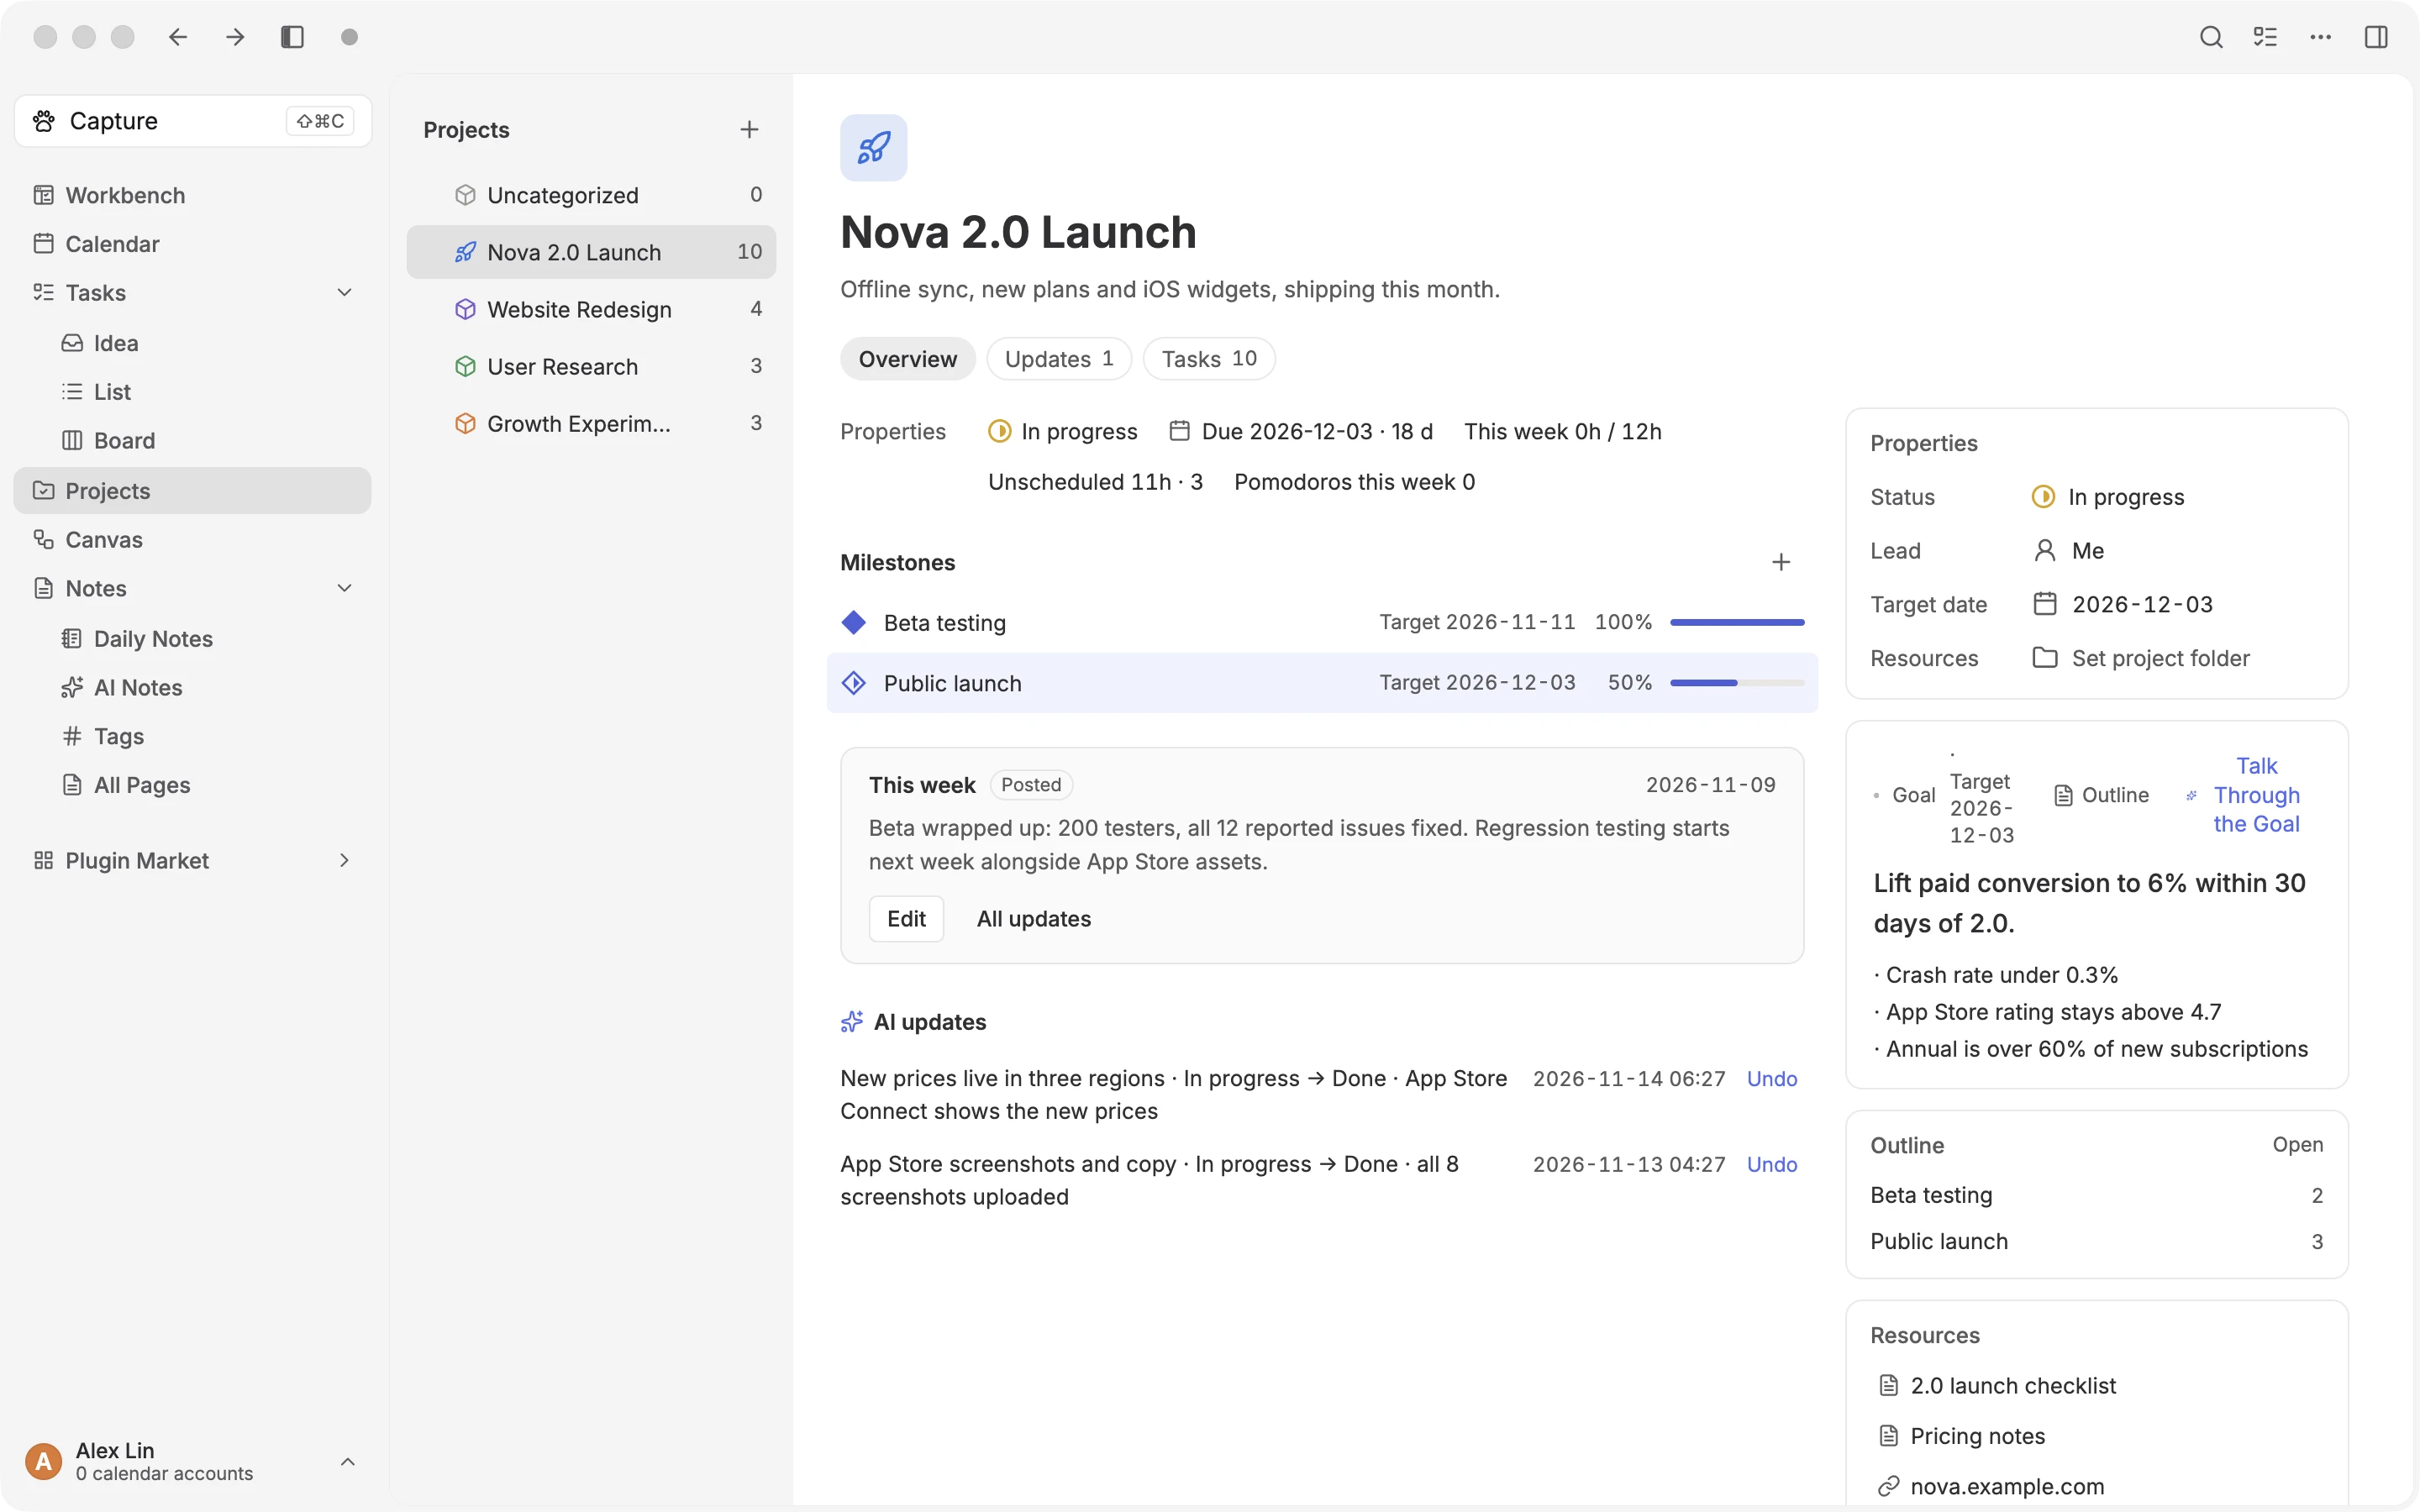 Capture ⇧⌘C
Workbench
Calendar
Tasks
Idea
List
Board
Projects
Canvas
Notes
Daily Notes
AI Notes
Tags
All Pages
Plugin Market
A
Alex Lin
0 calendar accounts
Projects
Uncategorized 0
Nova 2.0 Launch 10
Website Redesign 4
User Research 3
Growth Experim... 3
Nova 2.0 Launch
Offline sync, new plans and iOS widgets, shipping this month.
Overview Updates 1 Tasks 10
Properties In progress Due 2026-12-03 · 18 d This week 0h / 12h
Unscheduled 11h · 3 Pomodoros this week 0
Milestones
Beta testing Target 2026-11-11 100%
Public launch Target 2026-12-03 50%
This week Posted 2026-11-09
Beta wrapped up: 200 testers, all 12 reported issues fixed. Regression testing starts
next week alongside App Store assets.
Edit All updates
AI updates
New prices live in three regions · In progress → Done · App Store 2026-11-14 06:27 Undo
Connect shows the new prices
App Store screenshots and copy · In progress → Done · all 8 2026-11-13 04:27 Undo
screenshots uploaded
Properties
Status In progress
Lead Me
Target date 2026-12-03
Resources Set project folder
Goal
·
Target
2026-
12-03
Outline
Talk
Through
the Goal
Lift paid conversion to 6% within 30
days of 2.0.
· Crash rate under 0.3%
· App Store rating stays above 4.7
· Annual is over 60% of new subscriptions
Outline Open
Beta testing 2
Public launch 3
Resources
2.0 launch checklist
Pricing notes
nova.example.com